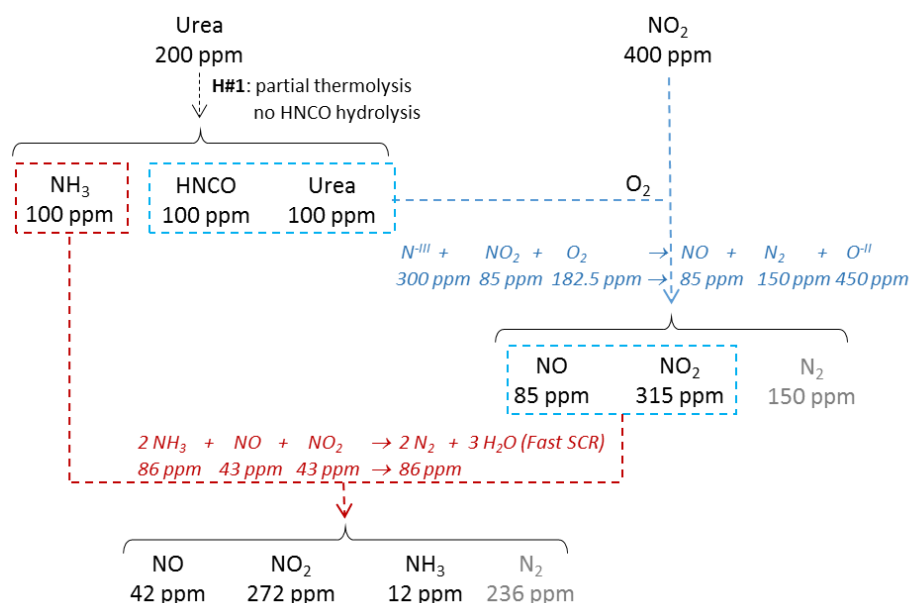 Urea
200 ppm
NO₂
400 ppm
H#1: partial thermolysis
no HNCO hydrolysis
NH₃
100 ppm
HNCO
100 ppm
Urea
100 ppm
O₂
N⁻ᴵᴵᴵ + NO₂ + O₂ → NO + N₂ + O⁻ᴵᴵ
300 ppm 85 ppm 182.5 ppm → 85 ppm 150 ppm 450 ppm
NO
85 ppm
NO₂
315 ppm
N₂
150 ppm
2 NH₃ + NO + NO₂ → 2 N₂ + 3 H₂O (Fast SCR)
86 ppm 43 ppm 43 ppm → 86 ppm
NO
42 ppm
NO₂
272 ppm
NH₃
12 ppm
N₂
236 ppm